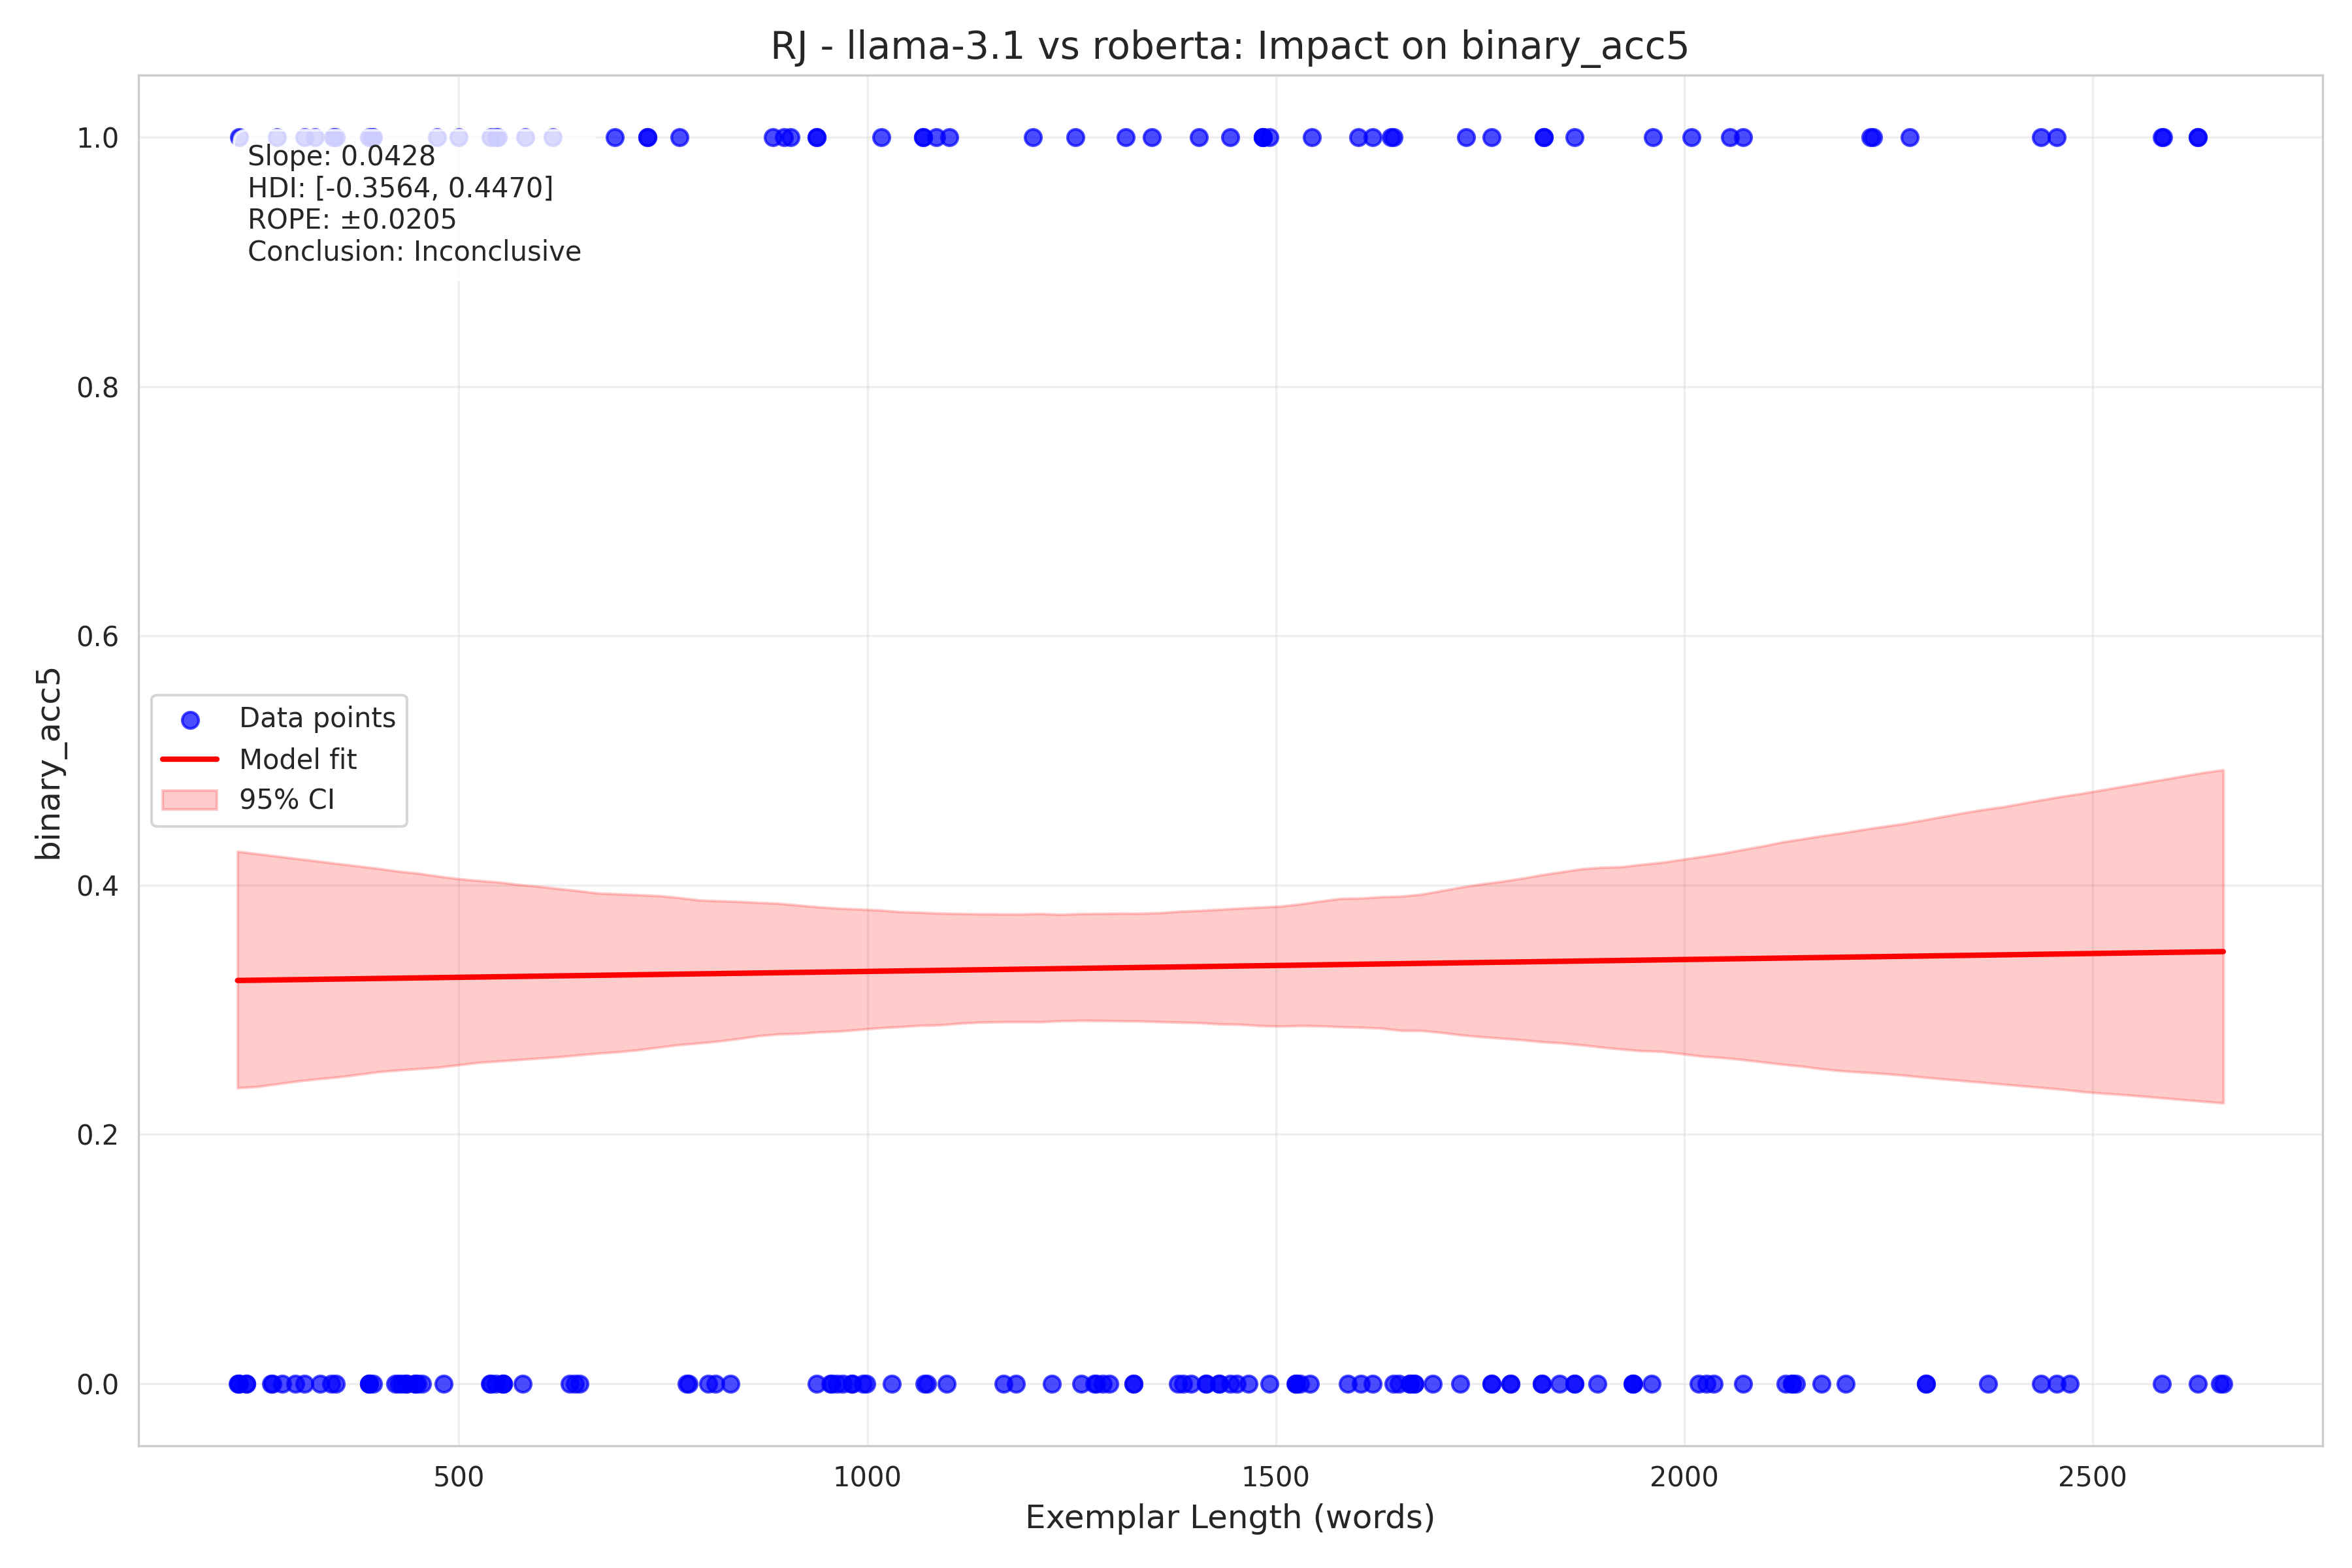 RJ - llama-3.1 vs roberta: Impact on binary_acc5
1.0
Slope: 0.0428
HDI: [-0.3564, 0.4470]
ROPE: ±0.0205
Conclusion: Inconclusive
0.8
0.6
binary_acc5
Data points
Model fit
95% CI
0.4
0.2
0.0
500
1000
1500
2000
2500
Exemplar Length (words)